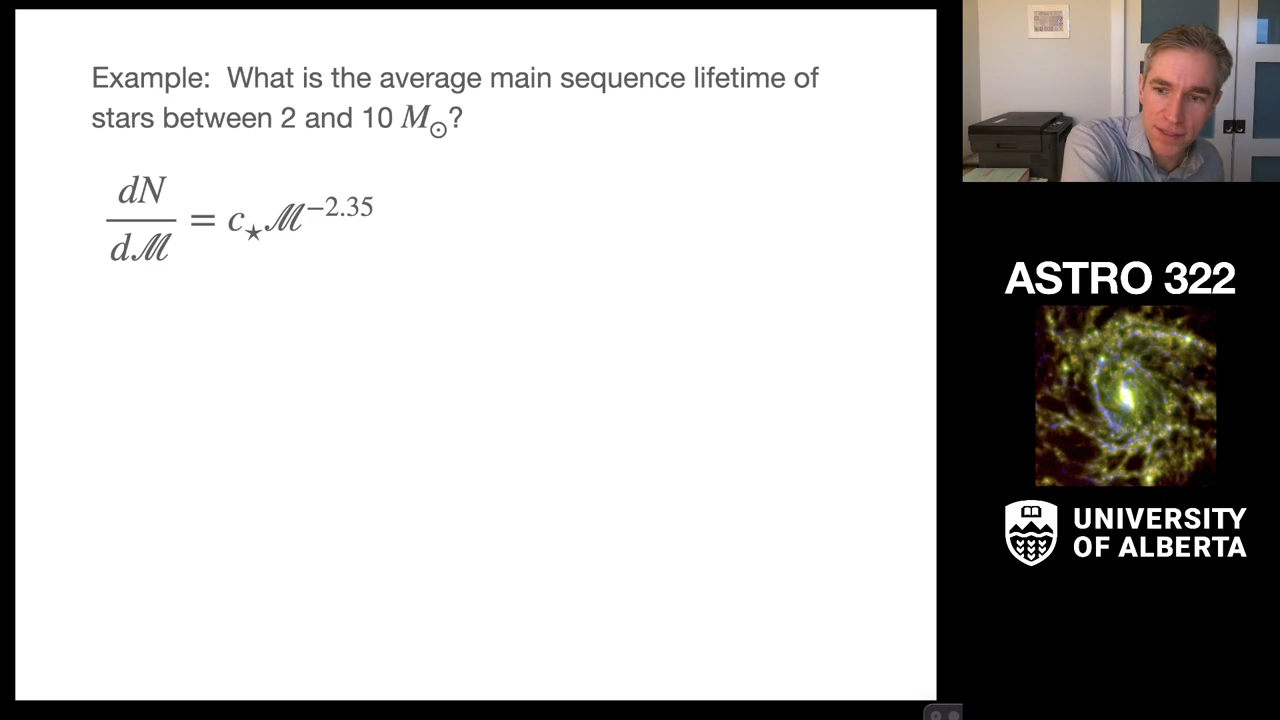 Example: What is the average main sequence lifetime of
stars between 2 and 10 M⊙?
dN/dℳ = c⋆ℳ^−2.35
ASTRO 322
UNIVERSITY
OF ALBERTA